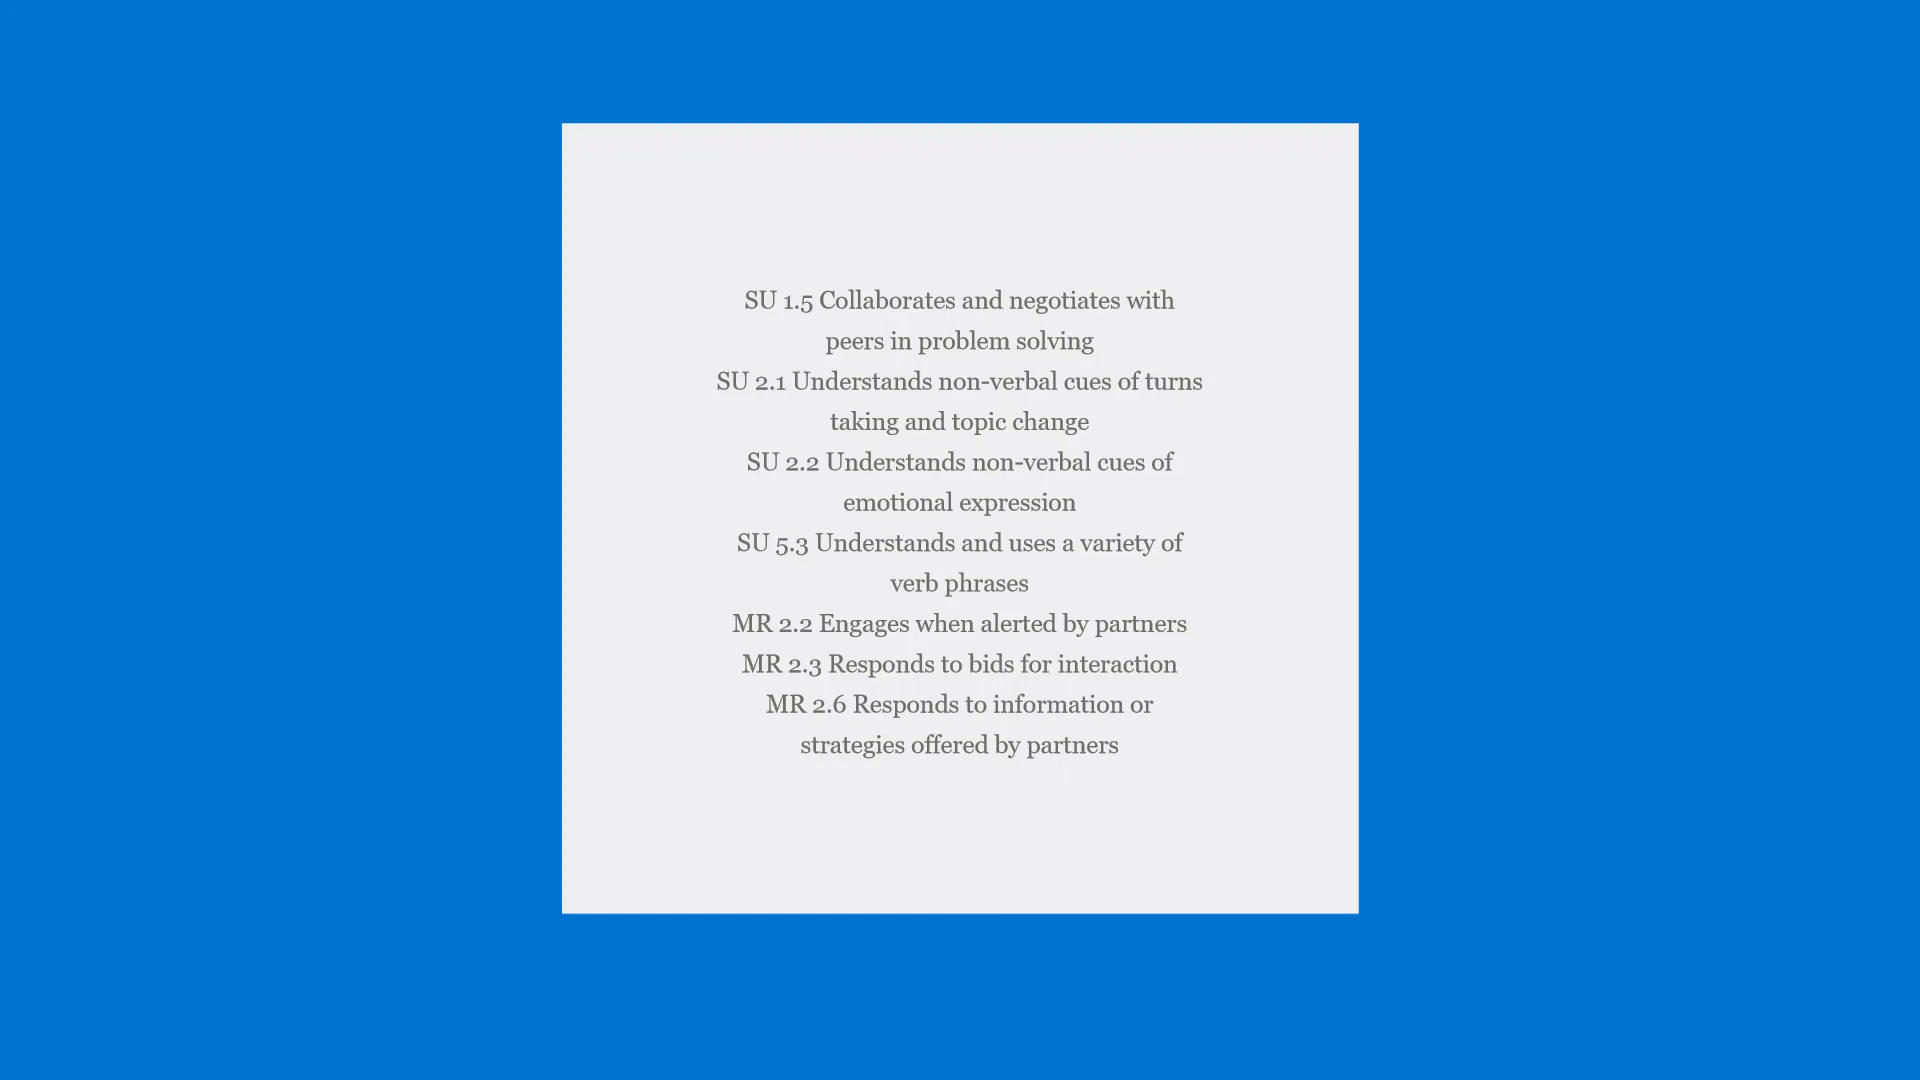 SU 1.5 Collaborates and negotiates with
peers in problem solving
SU 2.1 Understands non-verbal cues of turns
taking and topic change
SU 2.2 Understands non-verbal cues of
emotional expression
SU 5.3 Understands and uses a variety of
verb phrases
MR 2.2 Engages when alerted by partners
MR 2.3 Responds to bids for interaction
MR 2.6 Responds to information or
strategies offered by partners